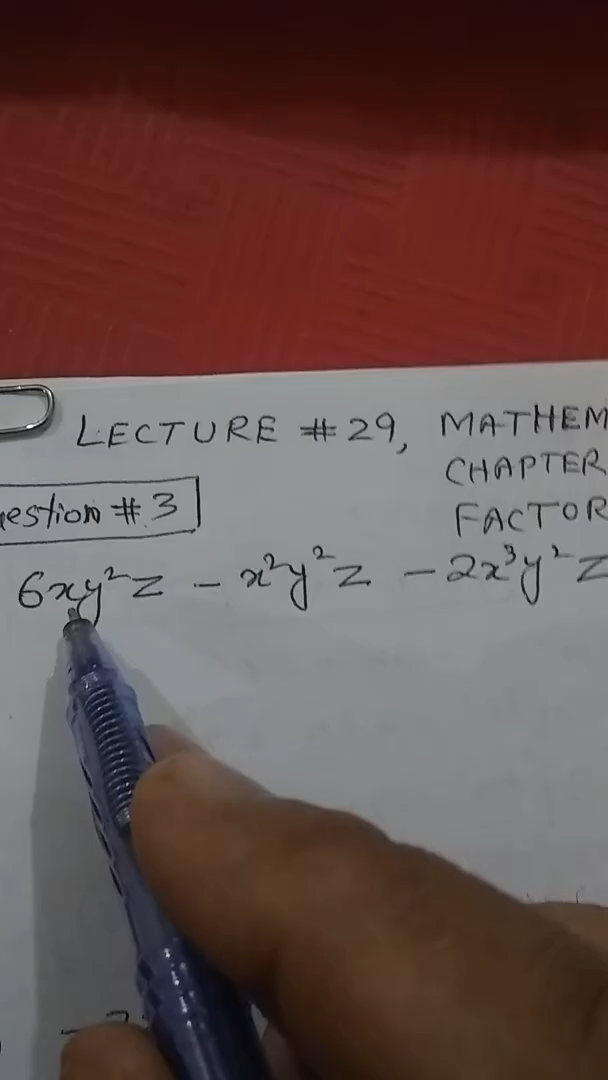 LECTURE # 29, MATHEM
CHAPTER
FACTOR
estion # 3
6xy²z - x²y²z - 2x³y²z